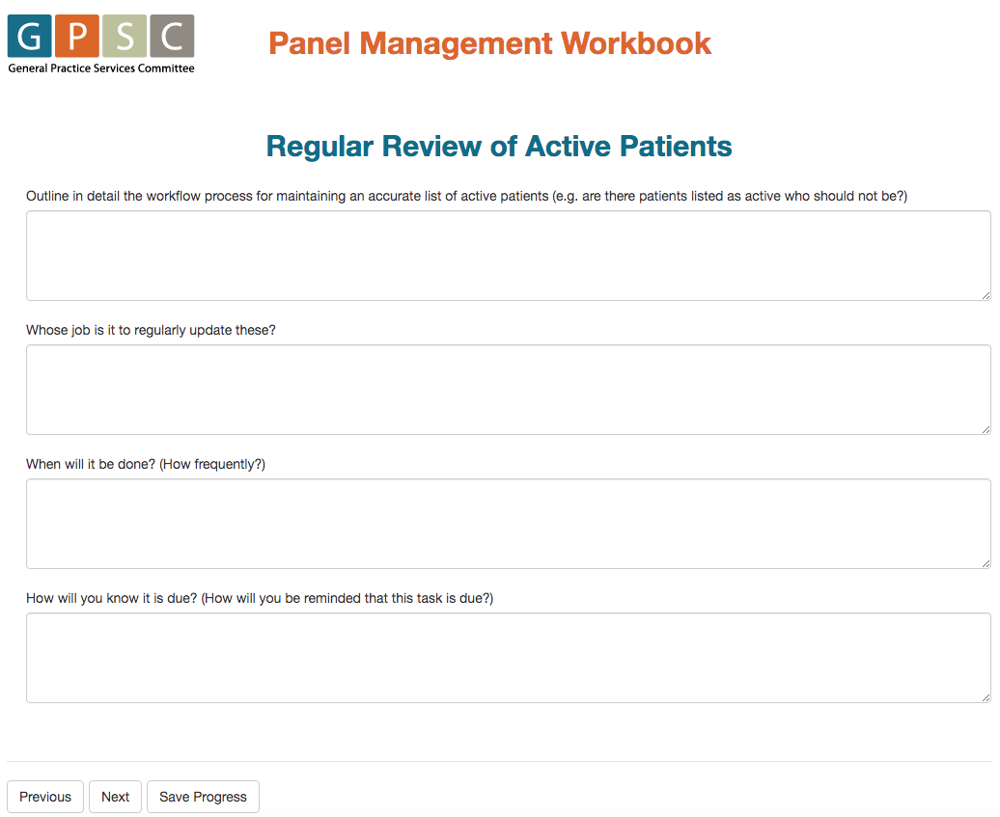 GPSC
General Practice Services Committee
Panel Management Workbook
Regular Review of Active Patients
Outline in detail the workflow process for maintaining an accurate list of active patients (e.g. are there patients listed as active who should not be?)
Whose job is it to regularly update these?
When will it be done? (How frequently?)
How will you know it is due? (How will you be reminded that this task is due?)
Previous Next Save Progress